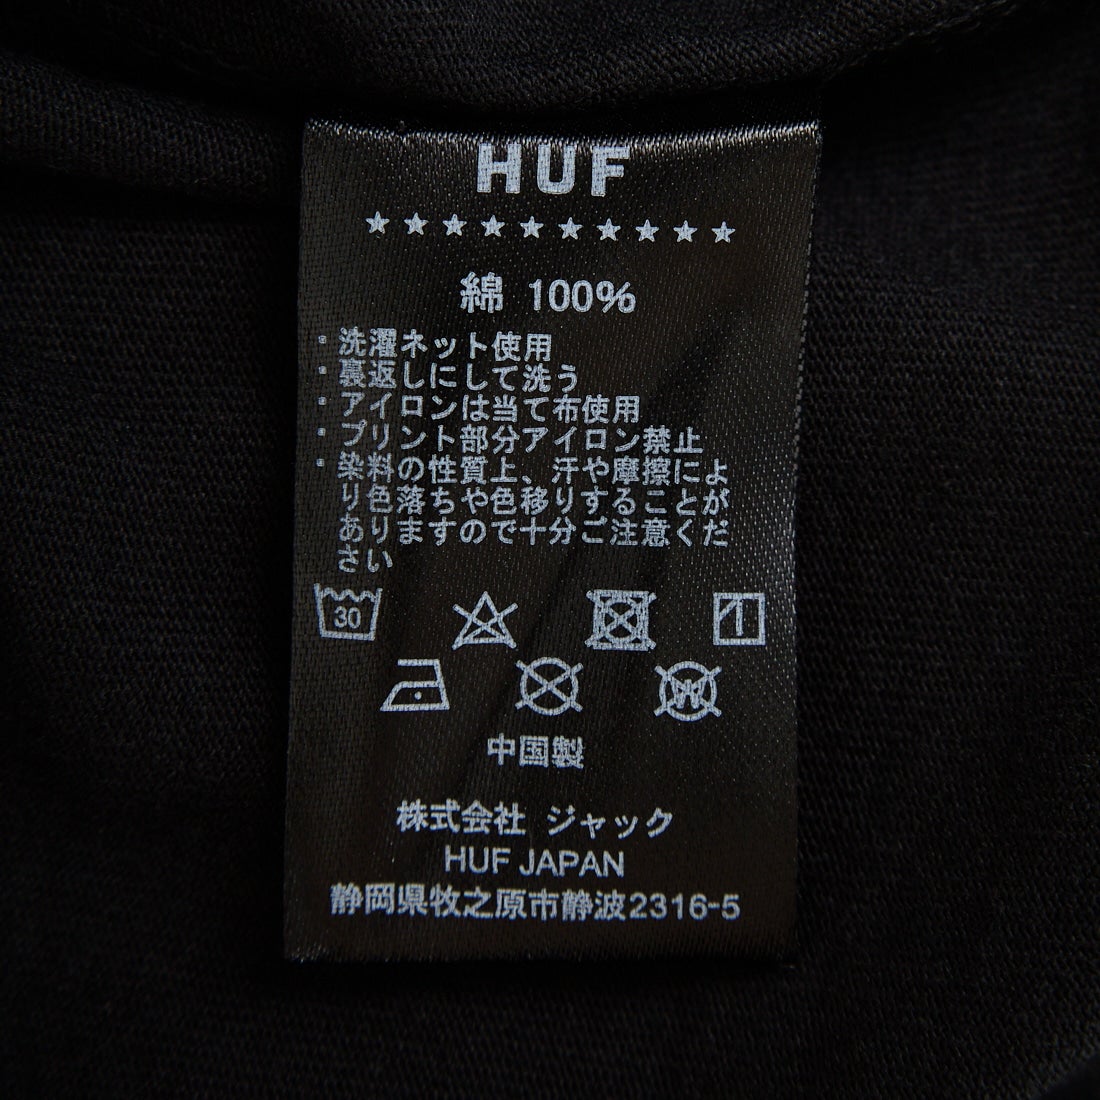 HUF
★★★★★★★★★★
綿 100%
・洗濯ネット使用
・裏返しにして洗う
・アイロンは当て布使用
・プリント部分アイロン禁止
・染料の性質上、汗や摩擦によ
り色落ちや色移りすることが
ありますので十分ご注意くだ
さい
30
W
中国製
株式会社 ジャック
HUF JAPAN
静岡県牧之原市静波2316-5